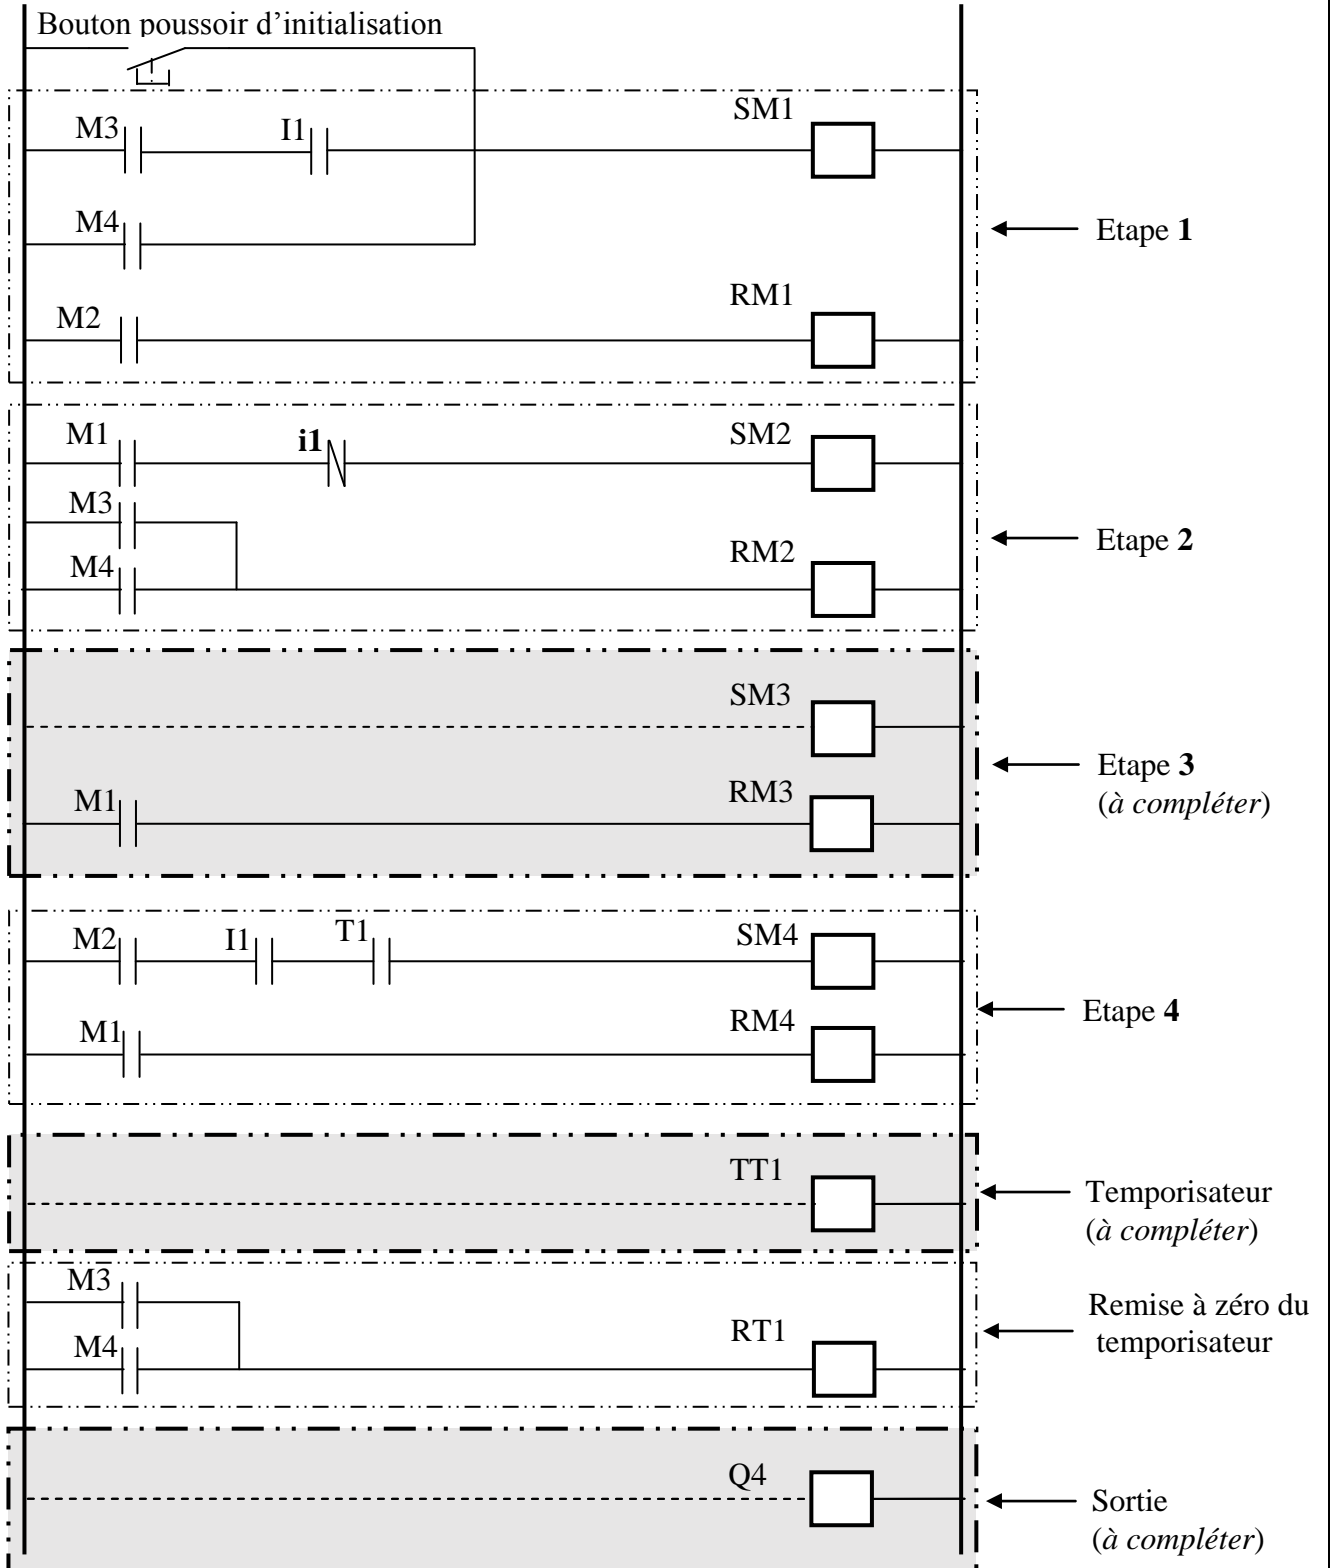 Bouton poussoir d'initialisation
M3 I1 SM1
M4
Etape 1
M2 RM1
M1 i1 SM2
M3
Etape 2
M4 RM2
SM3
Etape 3
(à compléter)
M1 RM3
M2 I1 T1 SM4
Etape 4
M1 RM4
TT1
Temporisateur
(à compléter)
M3
Remise à zéro du
temporisateur
M4 RT1
Q4
Sortie
(à compléter)